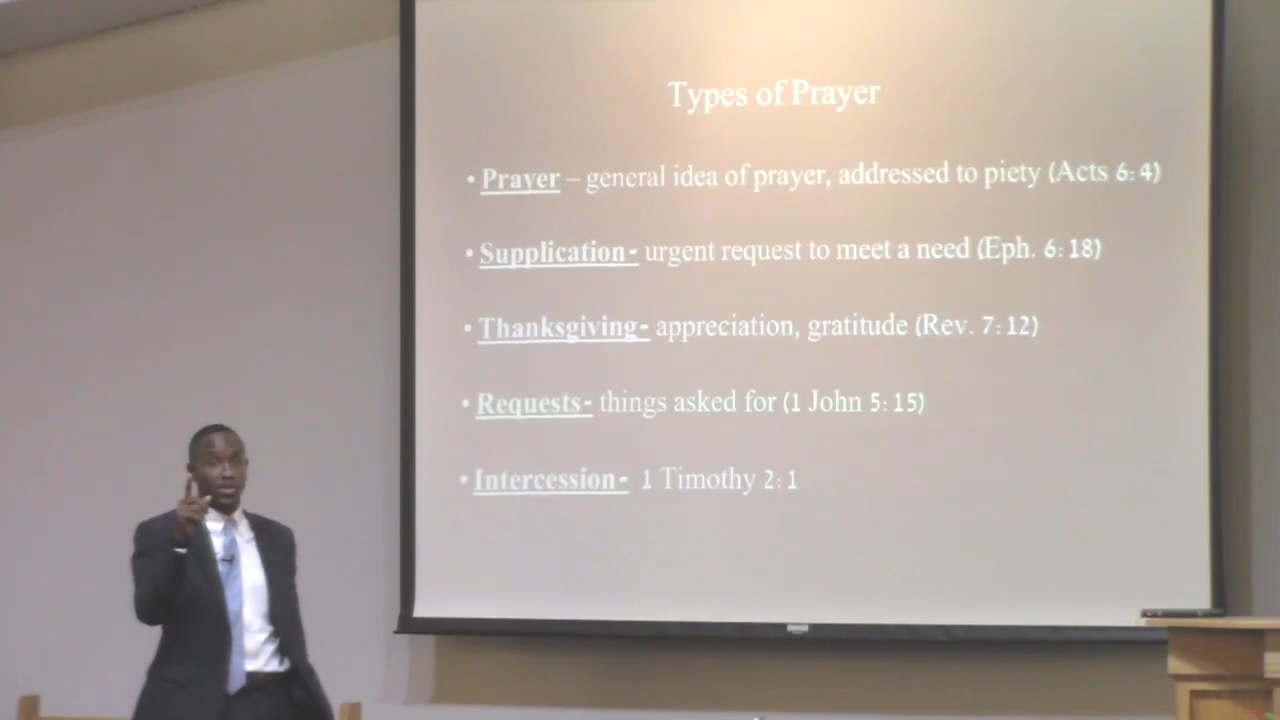 Types of Prayer
• Prayer – general idea of prayer, addressed to piety (Acts 6:4)
• Supplication- urgent request to meet a need (Eph. 6:18)
• Thanksgiving- appreciation, gratitude (Rev. 7:12)
• Requests- things asked for (1 John 5:15)
• Intercession- 1 Timothy 2:1